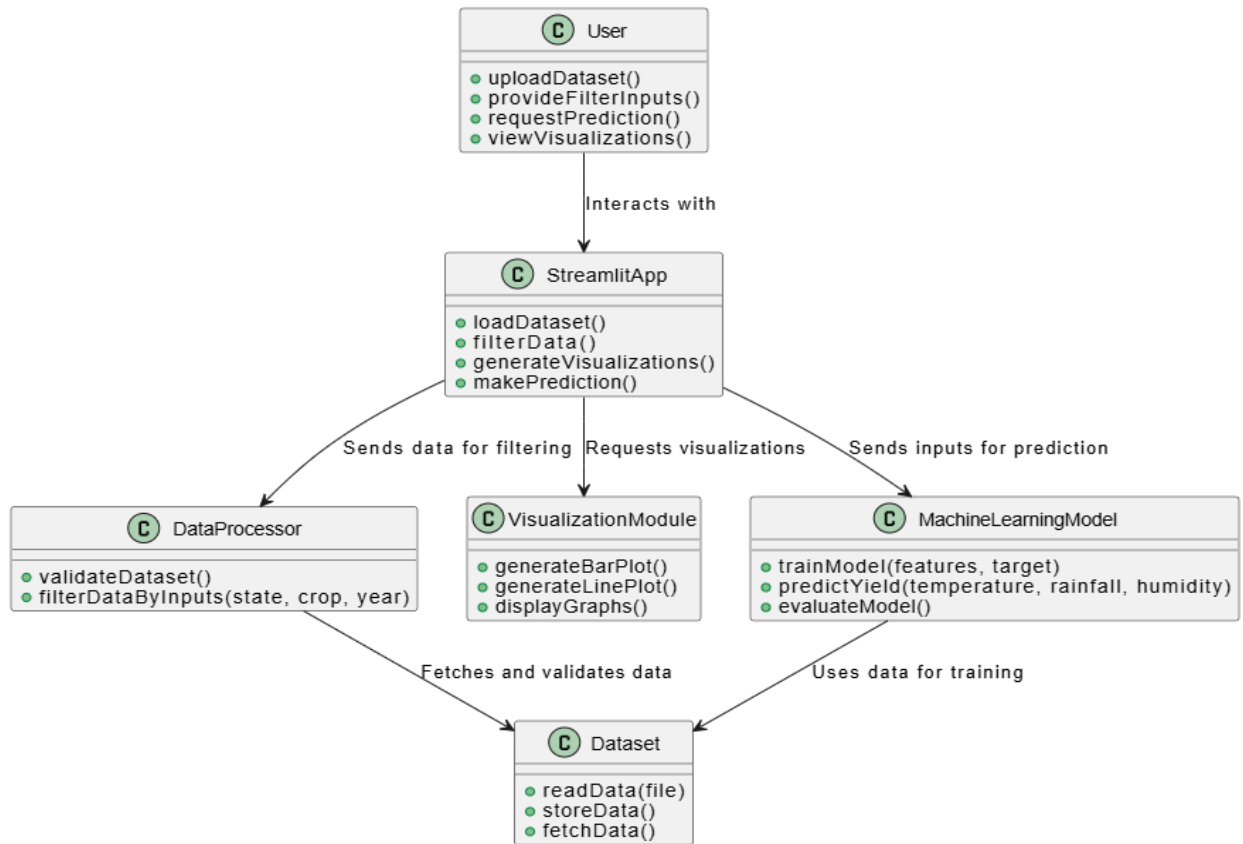 C User
uploadDataset()
provideFilterInputs()
requestPrediction()
viewVisualizations()
Interacts with
C StreamlitApp
loadDataset()
filterData()
generateVisualizations()
makePrediction()
Sends data for filtering
Requests visualizations
Sends inputs for prediction
C DataProcessor
validateDataset()
filterDataByInputs(state, crop, year)
C VisualizationModule
generateBarPlot()
generateLinePlot()
displayGraphs()
C MachineLearningModel
trainModel(features, target)
predictYield(temperature, rainfall, humidity)
evaluateModel()
Fetches and validates data
Uses data for training
C Dataset
readData(file)
storeData()
fetchData()